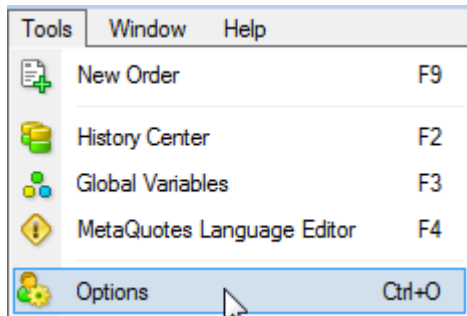 Tools Window Help
New Order F9
History Center F2
Global Variables F3
MetaQuotes Language Editor F4
Options Ctrl+O